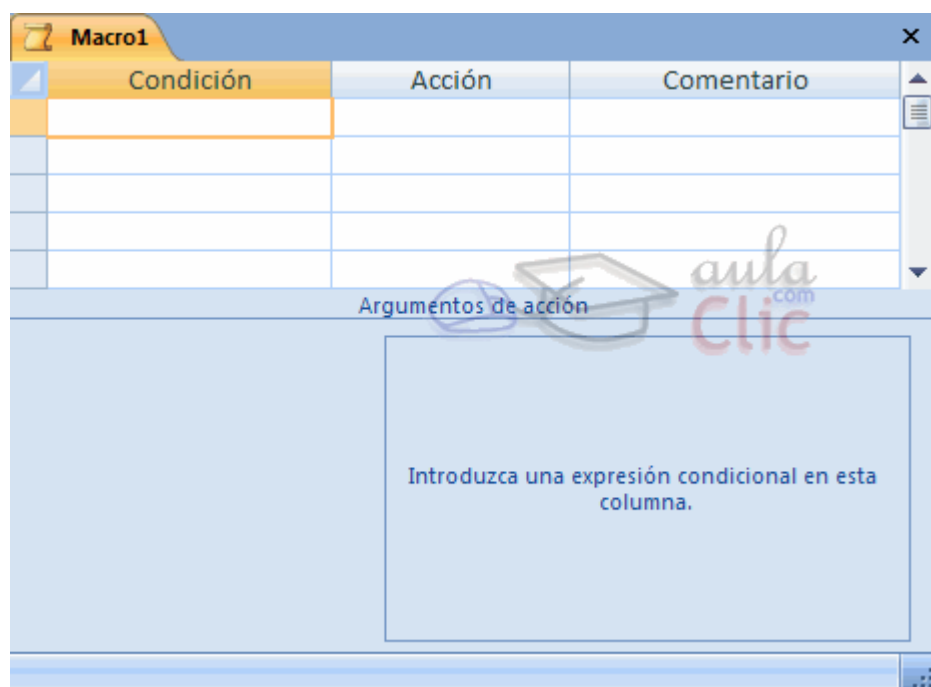 Macro1
Condición Acción Comentario
aula
.com
Clic
Argumentos de acción
Introduzca una expresión condicional en esta
columna.